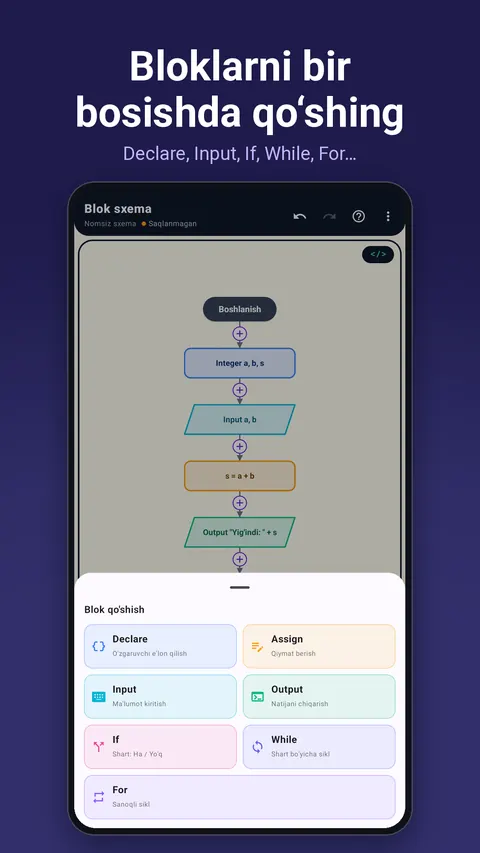 Bloklarni bir
bosishda qo‘shing
Declare, Input, If, While, For…
Blok sxema
Nomsiz sxema Saqlanmagan
</>
Boshlanish
Integer a, b, s
Input a, b
s = a + b
Output "Yig'indi: " + s
Blok qo'shish
Declare
O'zgaruvchi e'lon qilish
Assign
Qiymat berish
Input
Ma'lumot kiritish
Output
Natijani chiqarish
If
Shart: Ha / Yo'q
While
Shart bo'yicha sikl
For
Sanoqli sikl